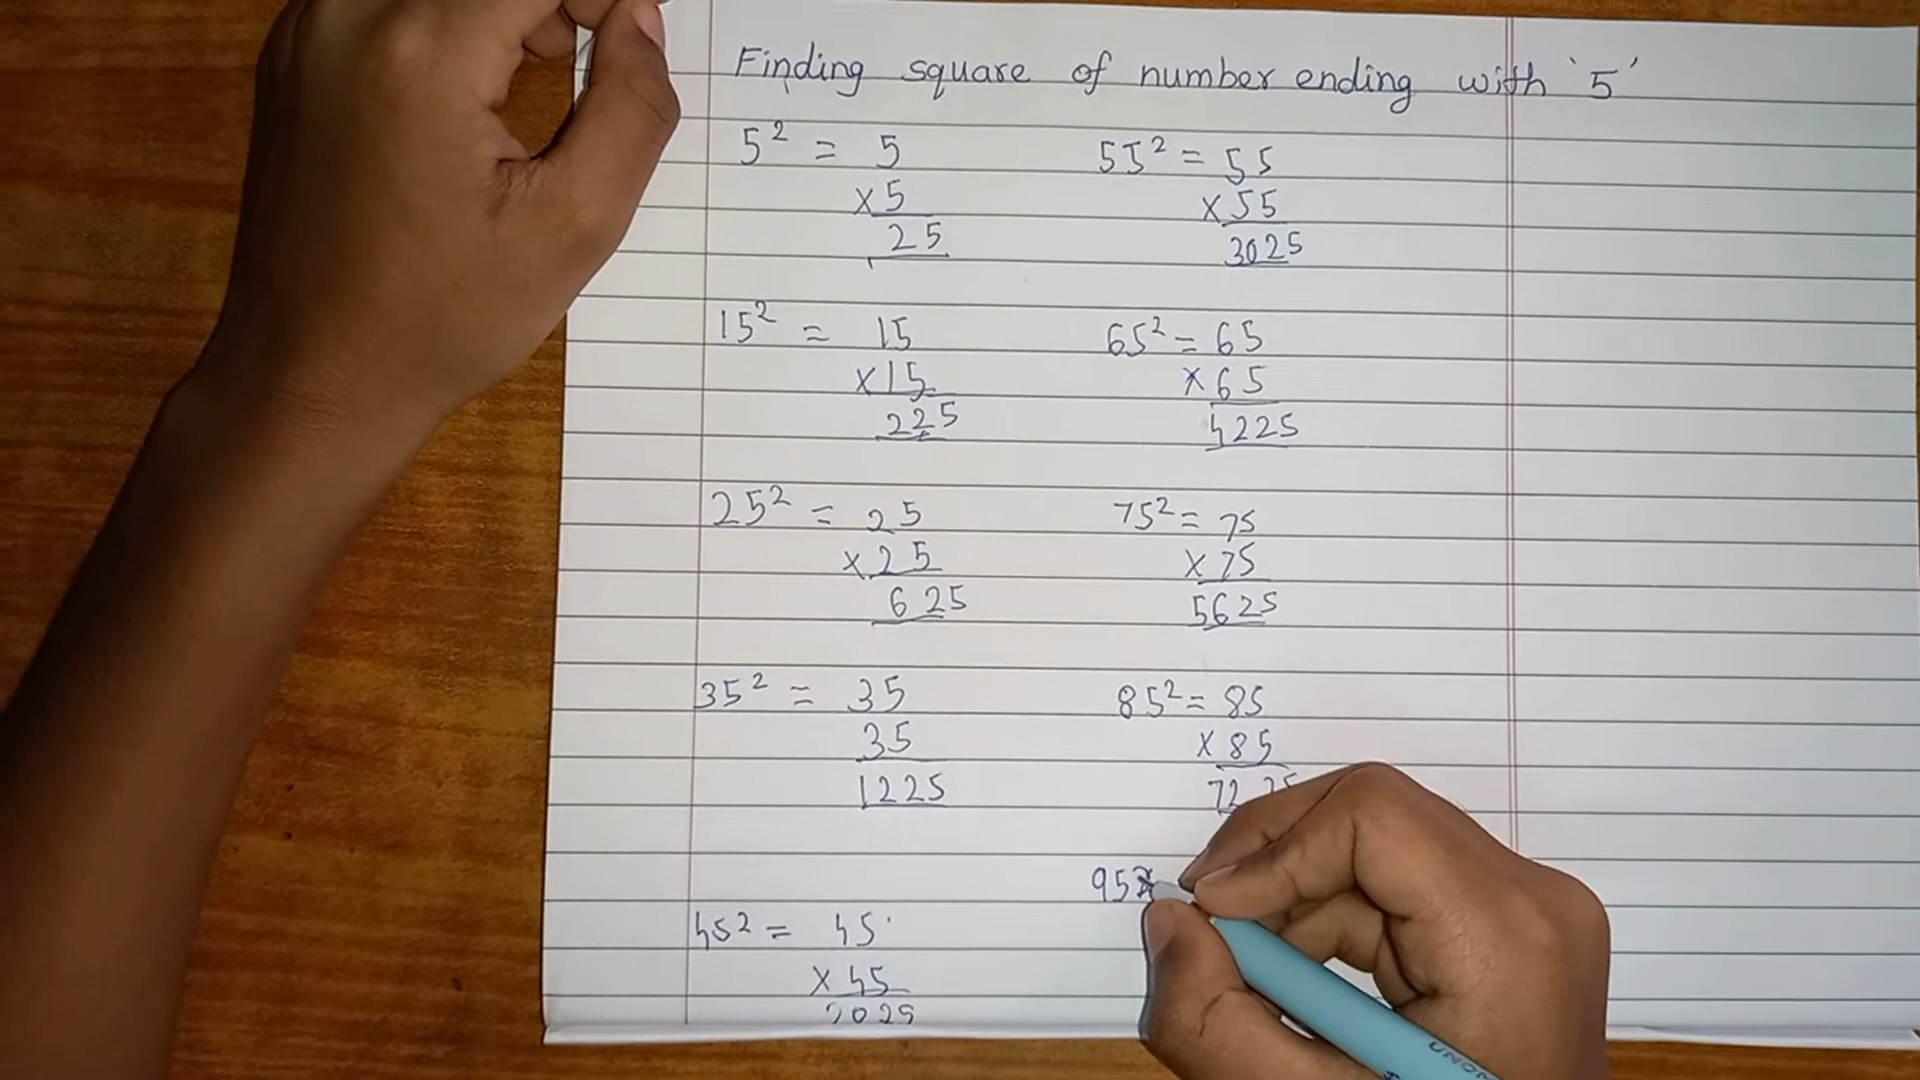 Finding square of number ending with '5'
5² = 5
×5
25
15² = 15
×15
225
25² = 25
×25
625
35² = 35
35
1225
45² = 45
×45
2025
55² = 55
×55
3025
65² = 65
×65
4225
75² = 75
×75
5625
85² = 85
×85
7225
95²